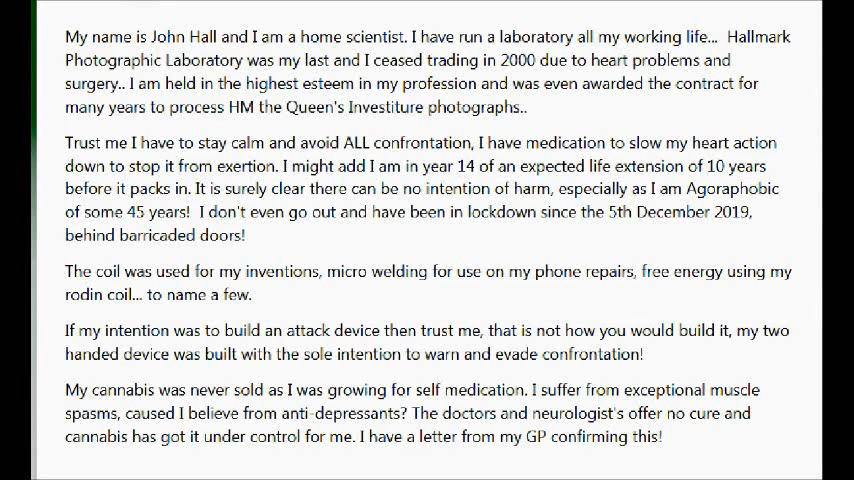 My name is John Hall and I am a home scientist. I have run a laboratory all my working life... Hallmark
Photographic Laboratory was my last and I ceased trading in 2000 due to heart problems and
surgery.. I am held in the highest esteem in my profession and was even awarded the contract for
many years to process HM the Queen's Investiture photographs..
Trust me I have to stay calm and avoid ALL confrontation, I have medication to slow my heart action
down to stop it from exertion. I might add I am in year 14 of an expected life extension of 10 years
before it packs in. It is surely clear there can be no intention of harm, especially as I am Agoraphobic
of some 45 years! I don't even go out and have been in lockdown since the 5th December 2019,
behind barricaded doors!
The coil was used for my inventions, micro welding for use on my phone repairs, free energy using my
rodin coil... to name a few.
If my intention was to build an attack device then trust me, that is not how you would build it, my two
handed device was built with the sole intention to warn and evade confrontation!
My cannabis was never sold as I was growing for self medication. I suffer from exceptional muscle
spasms, caused I believe from anti-depressants? The doctors and neurologist's offer no cure and
cannabis has got it under control for me. I have a letter from my GP confirming this!